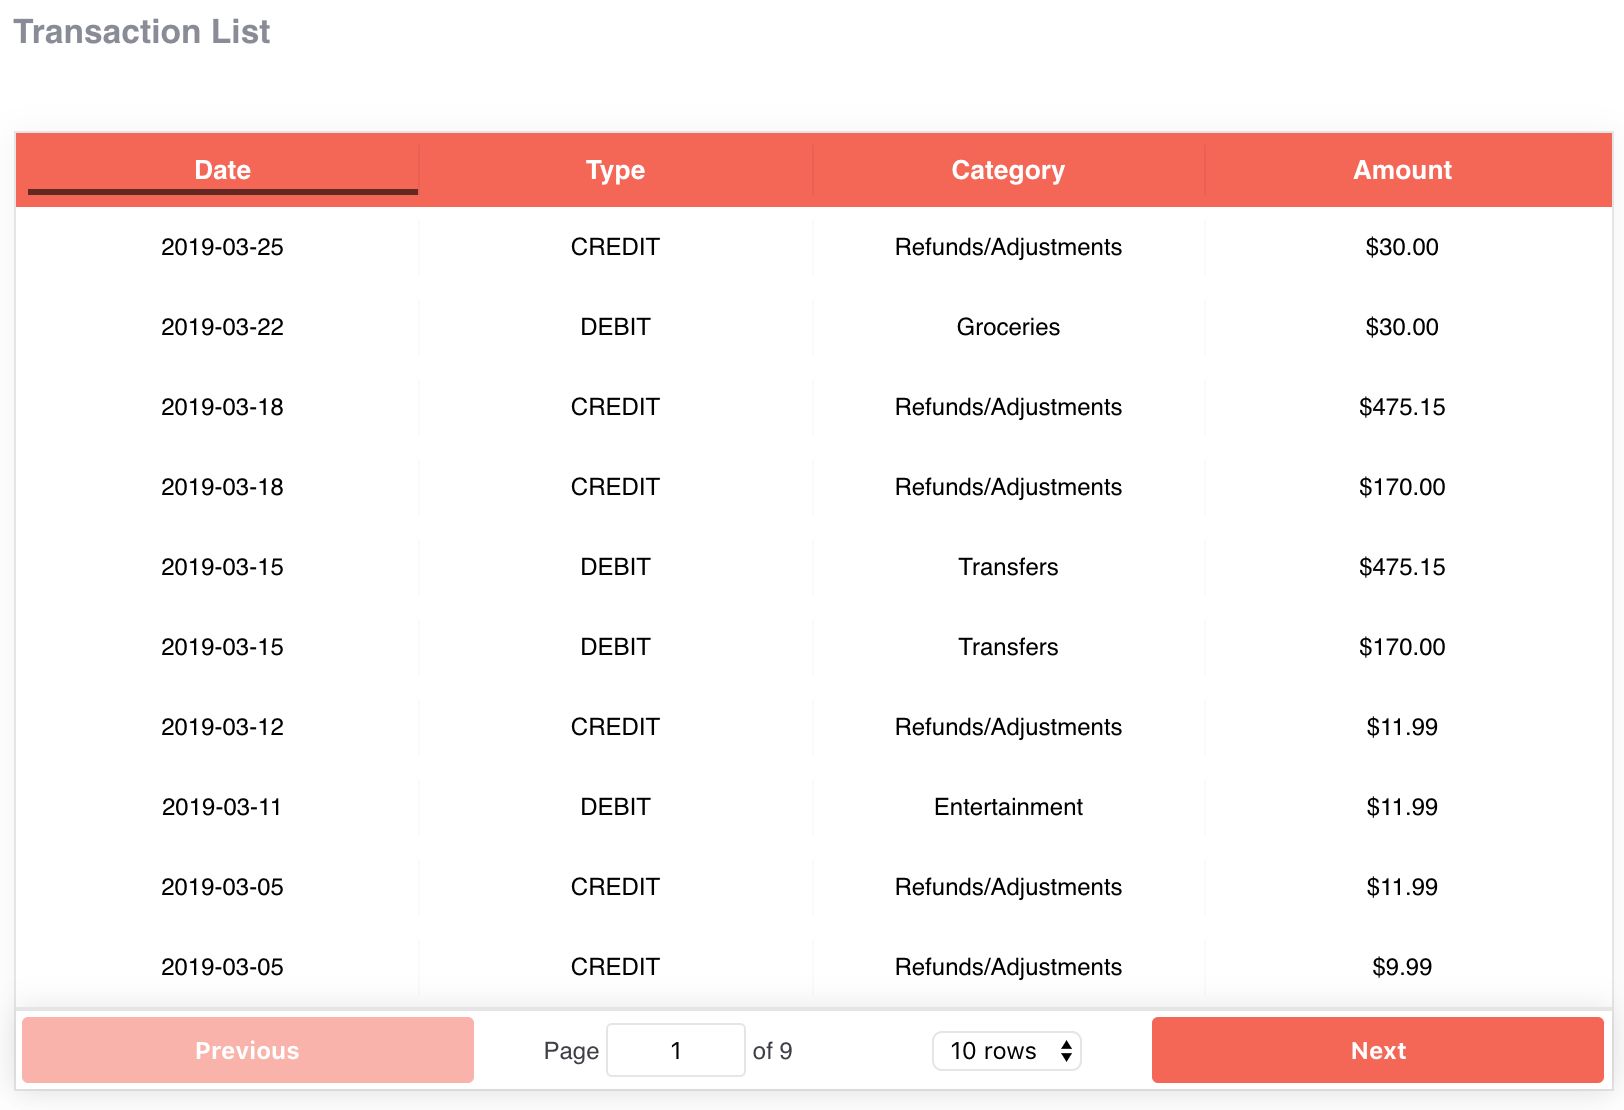 Transaction List
Date Type Category Amount
2019-03-25 CREDIT Refunds/Adjustments $30.00
2019-03-22 DEBIT Groceries $30.00
2019-03-18 CREDIT Refunds/Adjustments $475.15
2019-03-18 CREDIT Refunds/Adjustments $170.00
2019-03-15 DEBIT Transfers $475.15
2019-03-15 DEBIT Transfers $170.00
2019-03-12 CREDIT Refunds/Adjustments $11.99
2019-03-11 DEBIT Entertainment $11.99
2019-03-05 CREDIT Refunds/Adjustments $11.99
2019-03-05 CREDIT Refunds/Adjustments $9.99
Previous Page 1 of 9 10 rows Next